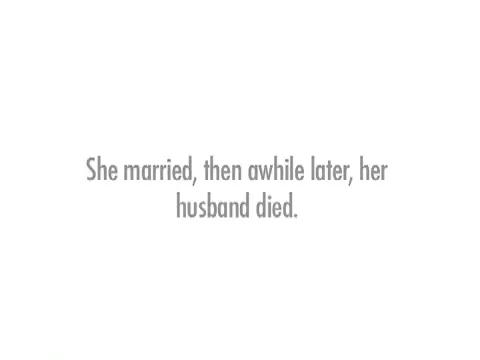 She married, then awhile later, her
husband died.